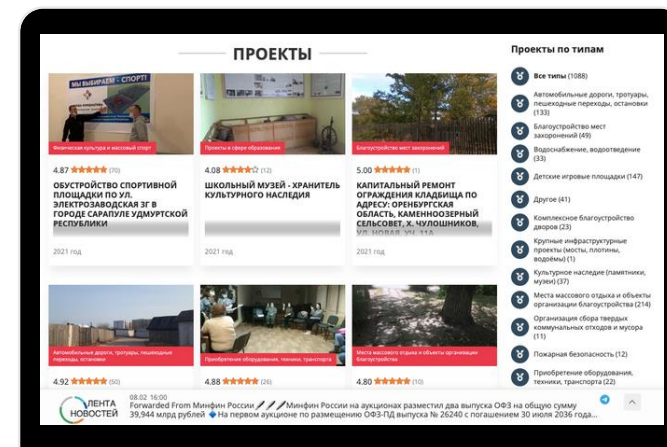 ПРОЕКТЫ
МЫ ВЫБИРАЕМ - СПОРТ!
Физическая культура и массовый спорт
4.87 (70)
ОБУСТРОЙСТВО СПОРТИВНОЙ
ПЛОЩАДКИ ПО УЛ.
ЭЛЕКТРОЗАВОДСКАЯ 3Г В
ГОРОДЕ САРАПУЛЕ УДМУРТСКОЙ
РЕСПУБЛИКИ
2021 год
Проекты в сфере образования
4.08 (12)
ШКОЛЬНЫЙ МУЗЕЙ - ХРАНИТЕЛЬ
КУЛЬТУРНОГО НАСЛЕДИЯ
2021 год
Благоустройство мест захоронений
5.00 (1)
КАПИТАЛЬНЫЙ РЕМОНТ
ОГРАЖДЕНИЯ КЛАДБИЩА ПО
АДРЕСУ: ОРЕНБУРГСКАЯ
ОБЛАСТЬ, КАМЕННООЗЕРНЫЙ
СЕЛЬСОВЕТ, Х. ЧУЛОШНИКОВ,
УЛ. НОВАЯ, УЧ. 11А
2021 год
Автомобильные дороги, тротуары, пешеходные
переходы, остановки
4.92 (50)
Приобретение оборудования, техники, транспорта
4.88 (26)
Места массового отдыха и объекты организации
благоустройства
4.80 (10)
Проекты по типам
Все типы (1088)
Автомобильные дороги, тротуары,
пешеходные переходы, остановки
(133)
Благоустройство мест
захоронений (49)
Водоснабжение, водоотведение
(33)
Детские игровые площадки (147)
Другое (41)
Комплексное благоустройство
дворов (23)
Крупные инфраструктурные
проекты (мосты, плотины,
водоёмы) (1)
Культурное наследие (памятники,
музеи) (37)
Места массового отдыха и объекты
организации благоустройства (214)
Организация сбора твердых
коммунальных отходов и мусора
(11)
Пожарная безопасность (12)
Приобретение оборудования,
техники, транспорта (22)
ЛЕНТА
НОВОСТЕЙ
08.02 16:00
Forwarded From Минфин России Минфин России на аукционах разместил два выпуска ОФЗ на общую сумму
39,944 млрд рублей На первом аукционе по размещению ОФЗ-ПД выпуска № 26240 с погашением 30 июля 2036 года...